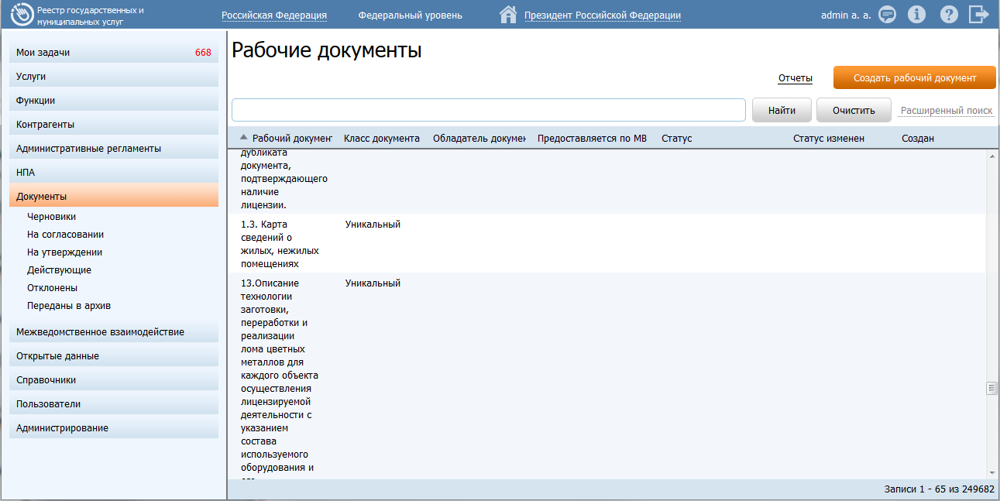 Реестр государственных и
муниципальных услуг
Российская Федерация
Федеральный уровень
Президент Российской Федерации
admin a. a.
Мои задачи 668
Услуги
Функции
Контрагенты
Административные регламенты
НПА
Документы
Черновики
На согласовании
На утверждении
Действующие
Отклонены
Переданы в архив
Межведомственное взаимодействие
Открытые данные
Справочники
Пользователи
Администрирование
Рабочие документы
Отчеты
Создать рабочий документ
Найти
Очистить
Расширенный поиск
Рабочий документ Класс документа Обладатель докумен Предоставляется по МВ Статус Статус изменен Создан
дубликата
документа,
подтверждающего
наличие
лицензии.
1.3. Карта
сведений о
жилых, нежилых
помещениях
Уникальный
13.Описание
технологии
заготовки,
переработки и
реализации
лома цветных
металлов для
каждого объекта
осуществления
лицензируемой
деятельности с
указанием
состава
используемого
оборудования и
Уникальный
Записи 1 - 65 из 249682